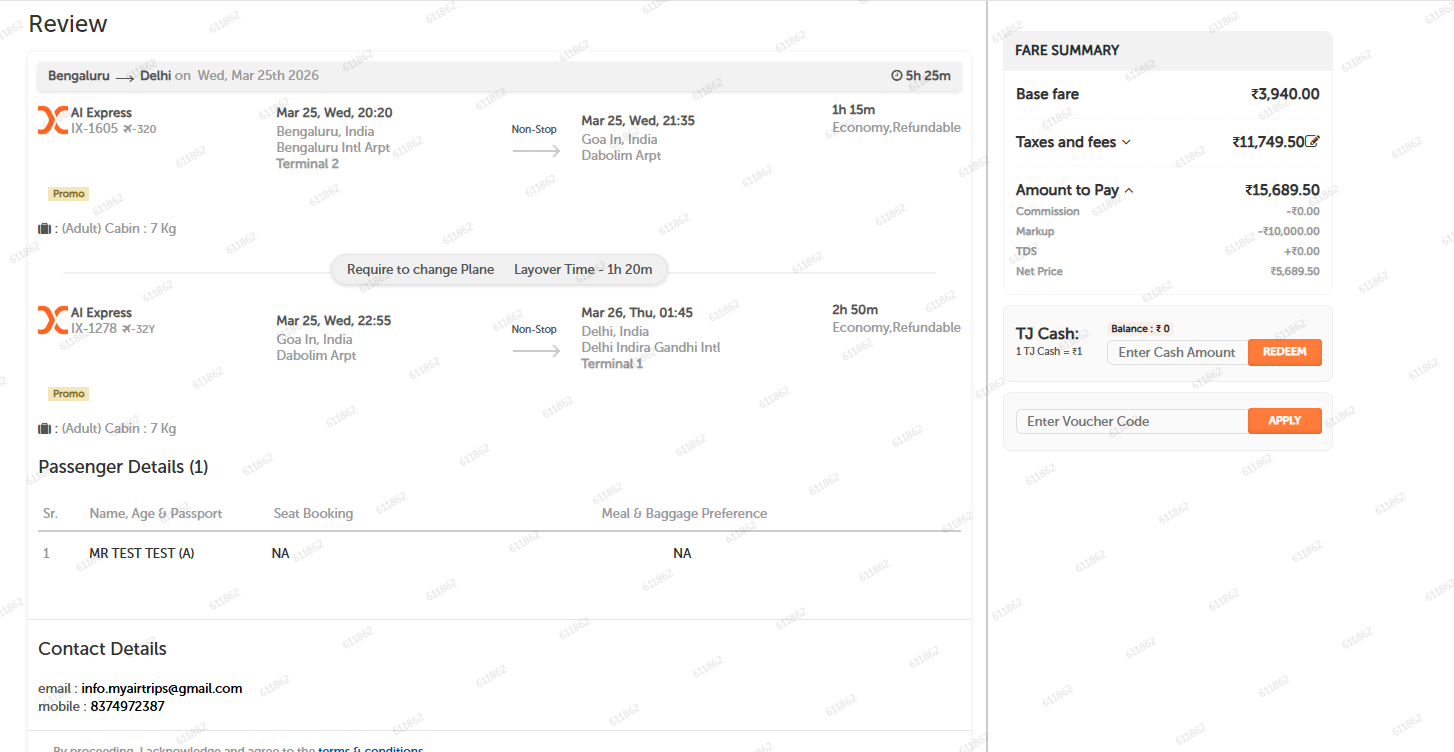 Review
Bengaluru → Delhi on Wed, Mar 25th 2026 5h 25m
AI Express
IX-1605 ✈-320
Mar 25, Wed, 20:20
Bengaluru, India
Bengaluru Intl Arpt
Terminal 2
Non-Stop
Mar 25, Wed, 21:35
Goa In, India
Dabolim Arpt
1h 15m
Economy,Refundable
Promo
: (Adult) Cabin : 7 Kg
Require to change Plane Layover Time - 1h 20m
AI Express
IX-1278 ✈-32Y
Mar 25, Wed, 22:55
Goa In, India
Dabolim Arpt
Non-Stop
Mar 26, Thu, 01:45
Delhi, India
Delhi Indira Gandhi Intl
Terminal 1
2h 50m
Economy,Refundable
Promo
: (Adult) Cabin : 7 Kg
Passenger Details (1)
Sr. Name, Age & Passport Seat Booking Meal & Baggage Preference
1 MR TEST TEST (A) NA NA
Contact Details
email : info.myairtrips@gmail.com
mobile : 8374972387
By proceeding, I acknowledge and agree to the terms & conditions
FARE SUMMARY
Base fare ₹3,940.00
Taxes and fees ₹11,749.50
Amount to Pay ₹15,689.50
Commission -₹0.00
Markup -₹10,000.00
TDS +₹0.00
Net Price ₹5,689.50
TJ Cash: Balance : ₹ 0
1 TJ Cash = ₹1 Enter Cash Amount REDEEM
Enter Voucher Code APPLY
611862